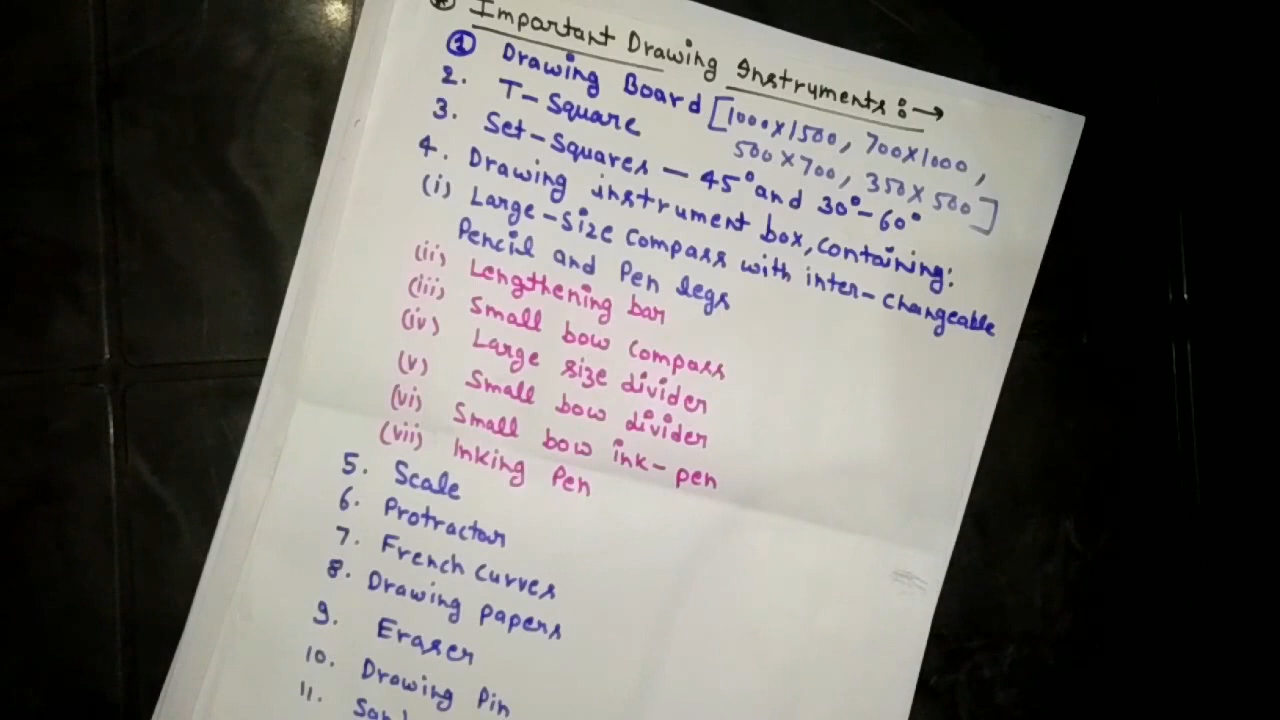 Important Drawing Instruments :→
1 Drawing Board [1000×1500, 700×1000,
500×700, 350×500]
2. T-Square
3. Set-Squares — 45° and 30°-60°
4. Drawing instrument box, containing:
(i) Large-size compass with inter-changeable
Pencil and Pen legs
(ii) Lengthening bar
(iii) Small bow compass
(iv) Large size divider
(v) Small bow divider
(vi) Small bow ink-pen
(vii) Inking Pen
5. Scale
6. Protractor
7. French Curves
8. Drawing papers
9. Eraser
10. Drawing Pin
11.